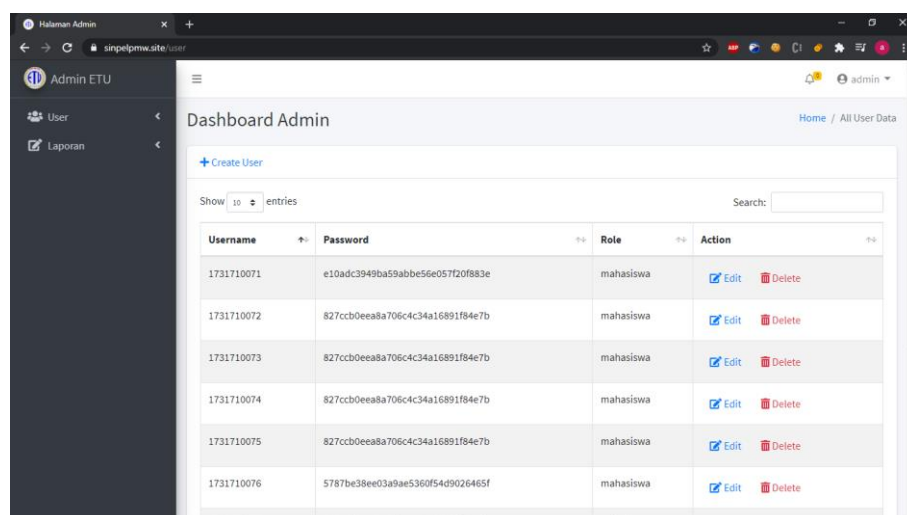 Halaman Admin
sinpelpmw.site/user
ABP
Admin ETU
admin
User
Laporan
Dashboard Admin
Home / All User Data
Create User
Show 10 entries
Search:
Username Password Role Action
1731710071 e10adc3949ba59abbe56e057f20f883e mahasiswa Edit Delete
1731710072 827ccb0eea8a706c4c34a16891f84e7b mahasiswa Edit Delete
1731710073 827ccb0eea8a706c4c34a16891f84e7b mahasiswa Edit Delete
1731710074 827ccb0eea8a706c4c34a16891f84e7b mahasiswa Edit Delete
1731710075 827ccb0eea8a706c4c34a16891f84e7b mahasiswa Edit Delete
1731710076 5787be38ee03a9ae5360f54d9026465f mahasiswa Edit Delete